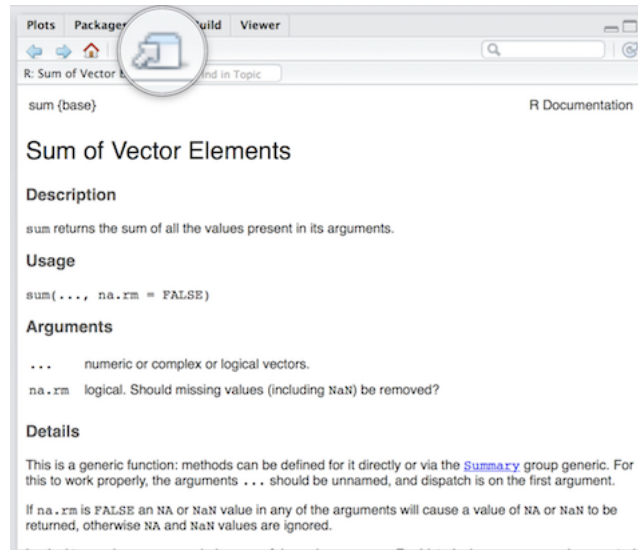 Plots Packages Build Viewer
R: Sum of Vector Find in Topic
sum {base} R Documentation
Sum of Vector Elements
Description
sum returns the sum of all the values present in its arguments.
Usage
sum(..., na.rm = FALSE)
Arguments
... numeric or complex or logical vectors.
na.rm logical. Should missing values (including NaN) be removed?
Details
This is a generic function: methods can be defined for it directly or via the Summary group generic. For
this to work properly, the arguments ... should be unnamed, and dispatch is on the first argument.
If na.rm is FALSE an NA or NaN value in any of the arguments will cause a value of NA or NaN to be
returned, otherwise NA and NaN values are ignored.